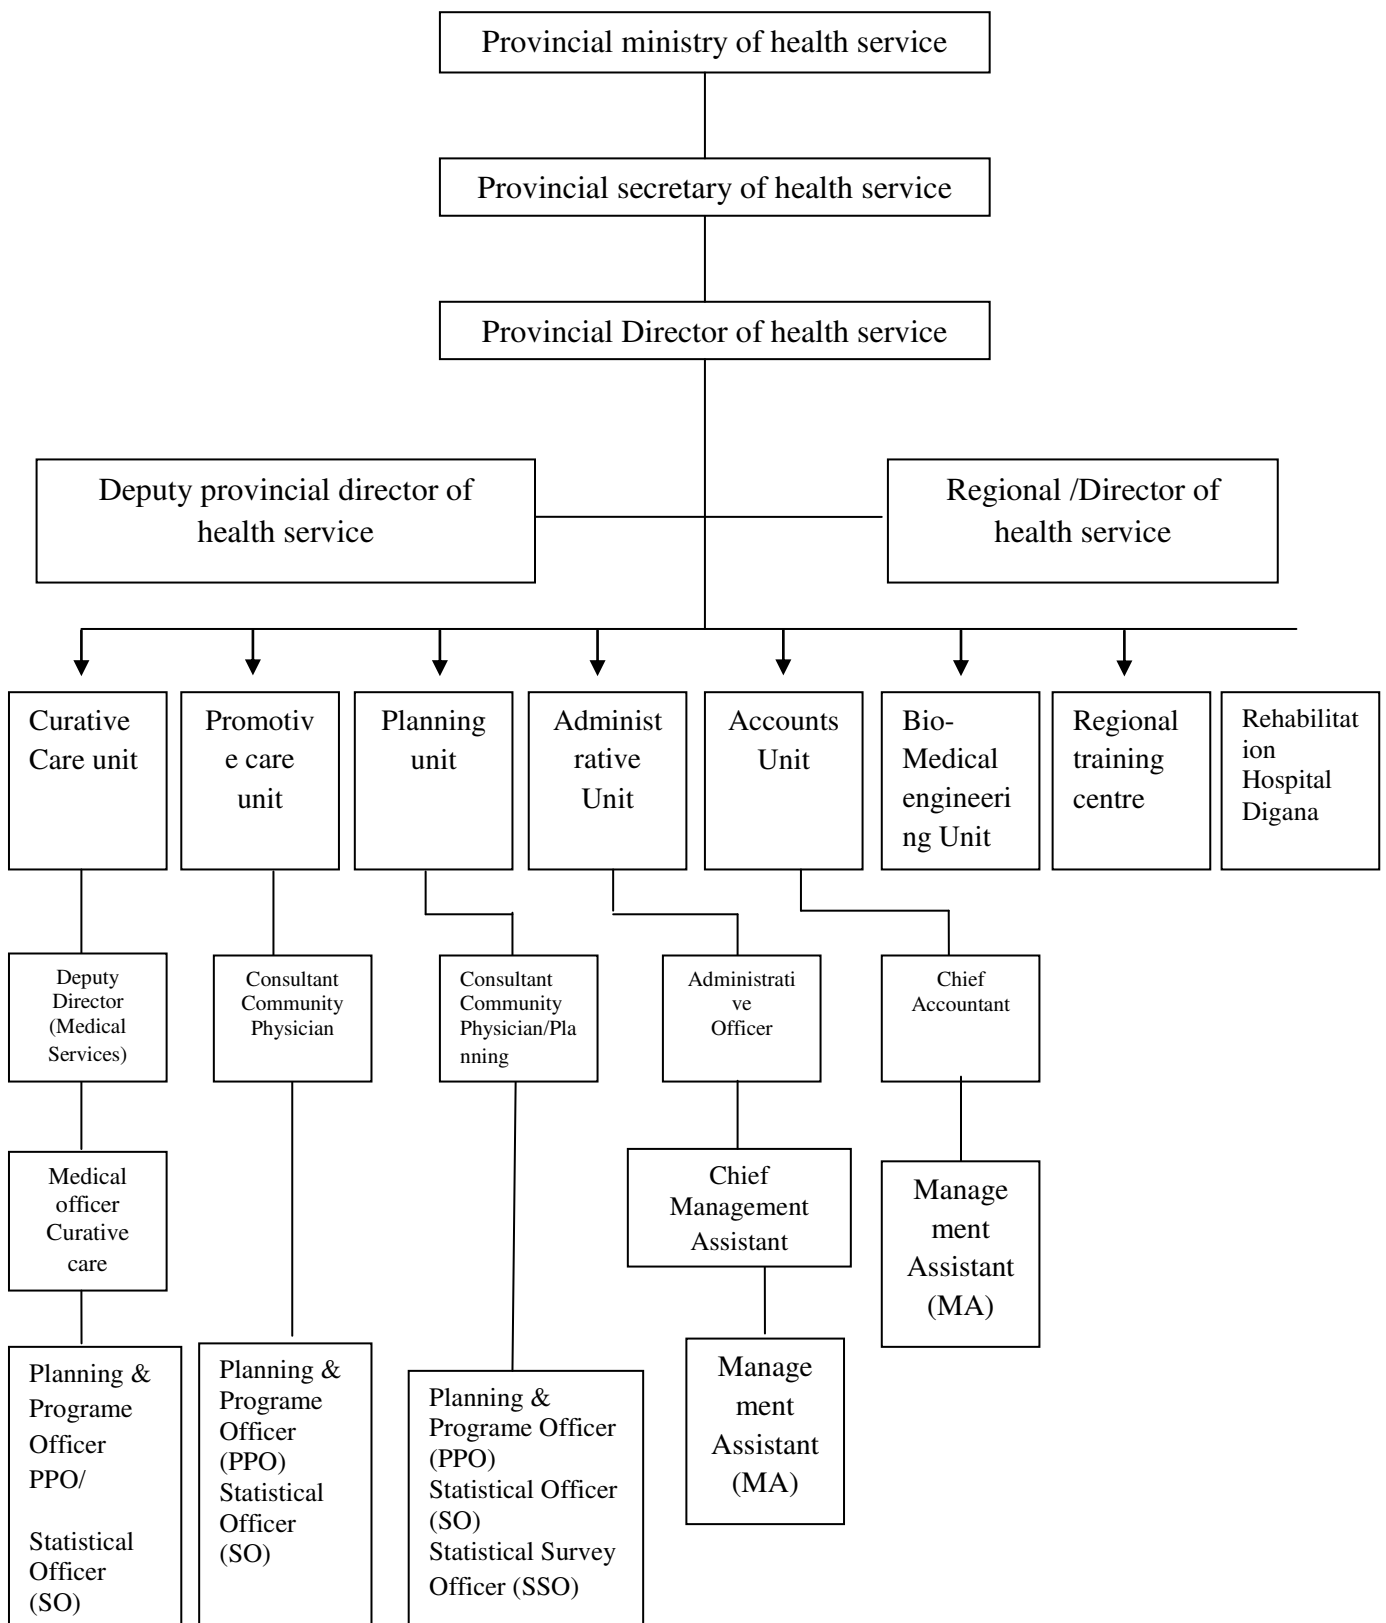 Provincial ministry of health service
Provincial secretary of health service
Provincial Director of health service
Deputy provincial director of
health service
Regional /Director of
health service
Curative
Care unit
Promotiv
e care
unit
Planning
unit
Administ
rative
Unit
Accounts
Unit
Bio-
Medical
engineeri
ng Unit
Regional
training
centre
Rehabilitat
ion
Hospital
Digana
Deputy
Director
(Medical
Services)
Consultant
Community
Physician
Consultant
Community
Physician/Pla
nning
Administrati
ve
Officer
Chief
Accountant
Medical
officer
Curative
care
Chief
Management
Assistant
Manage
ment
Assistant
(MA)
Planning &
Programe
Officer
PPO/
Statistical
Officer
(SO)
Planning &
Programe
Officer
(PPO)
Statistical
Officer
(SO)
Planning &
Programe Officer
(PPO)
Statistical Officer
(SO)
Statistical Survey
Officer (SSO)
Manage
ment
Assistant
(MA)